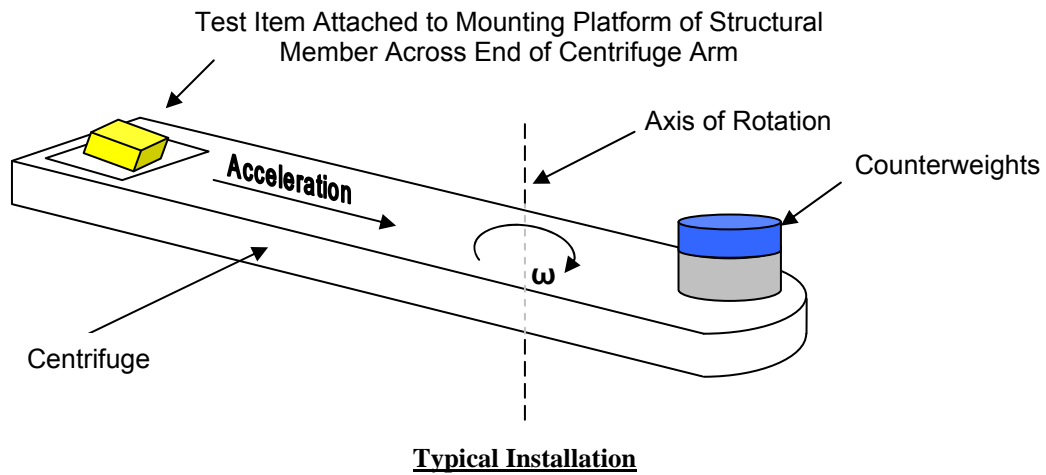 Test Item Attached to Mounting Platform of Structural
Member Across End of Centrifuge Arm
Axis of Rotation
Counterweights
Acceleration
ω
Centrifuge
Typical Installation